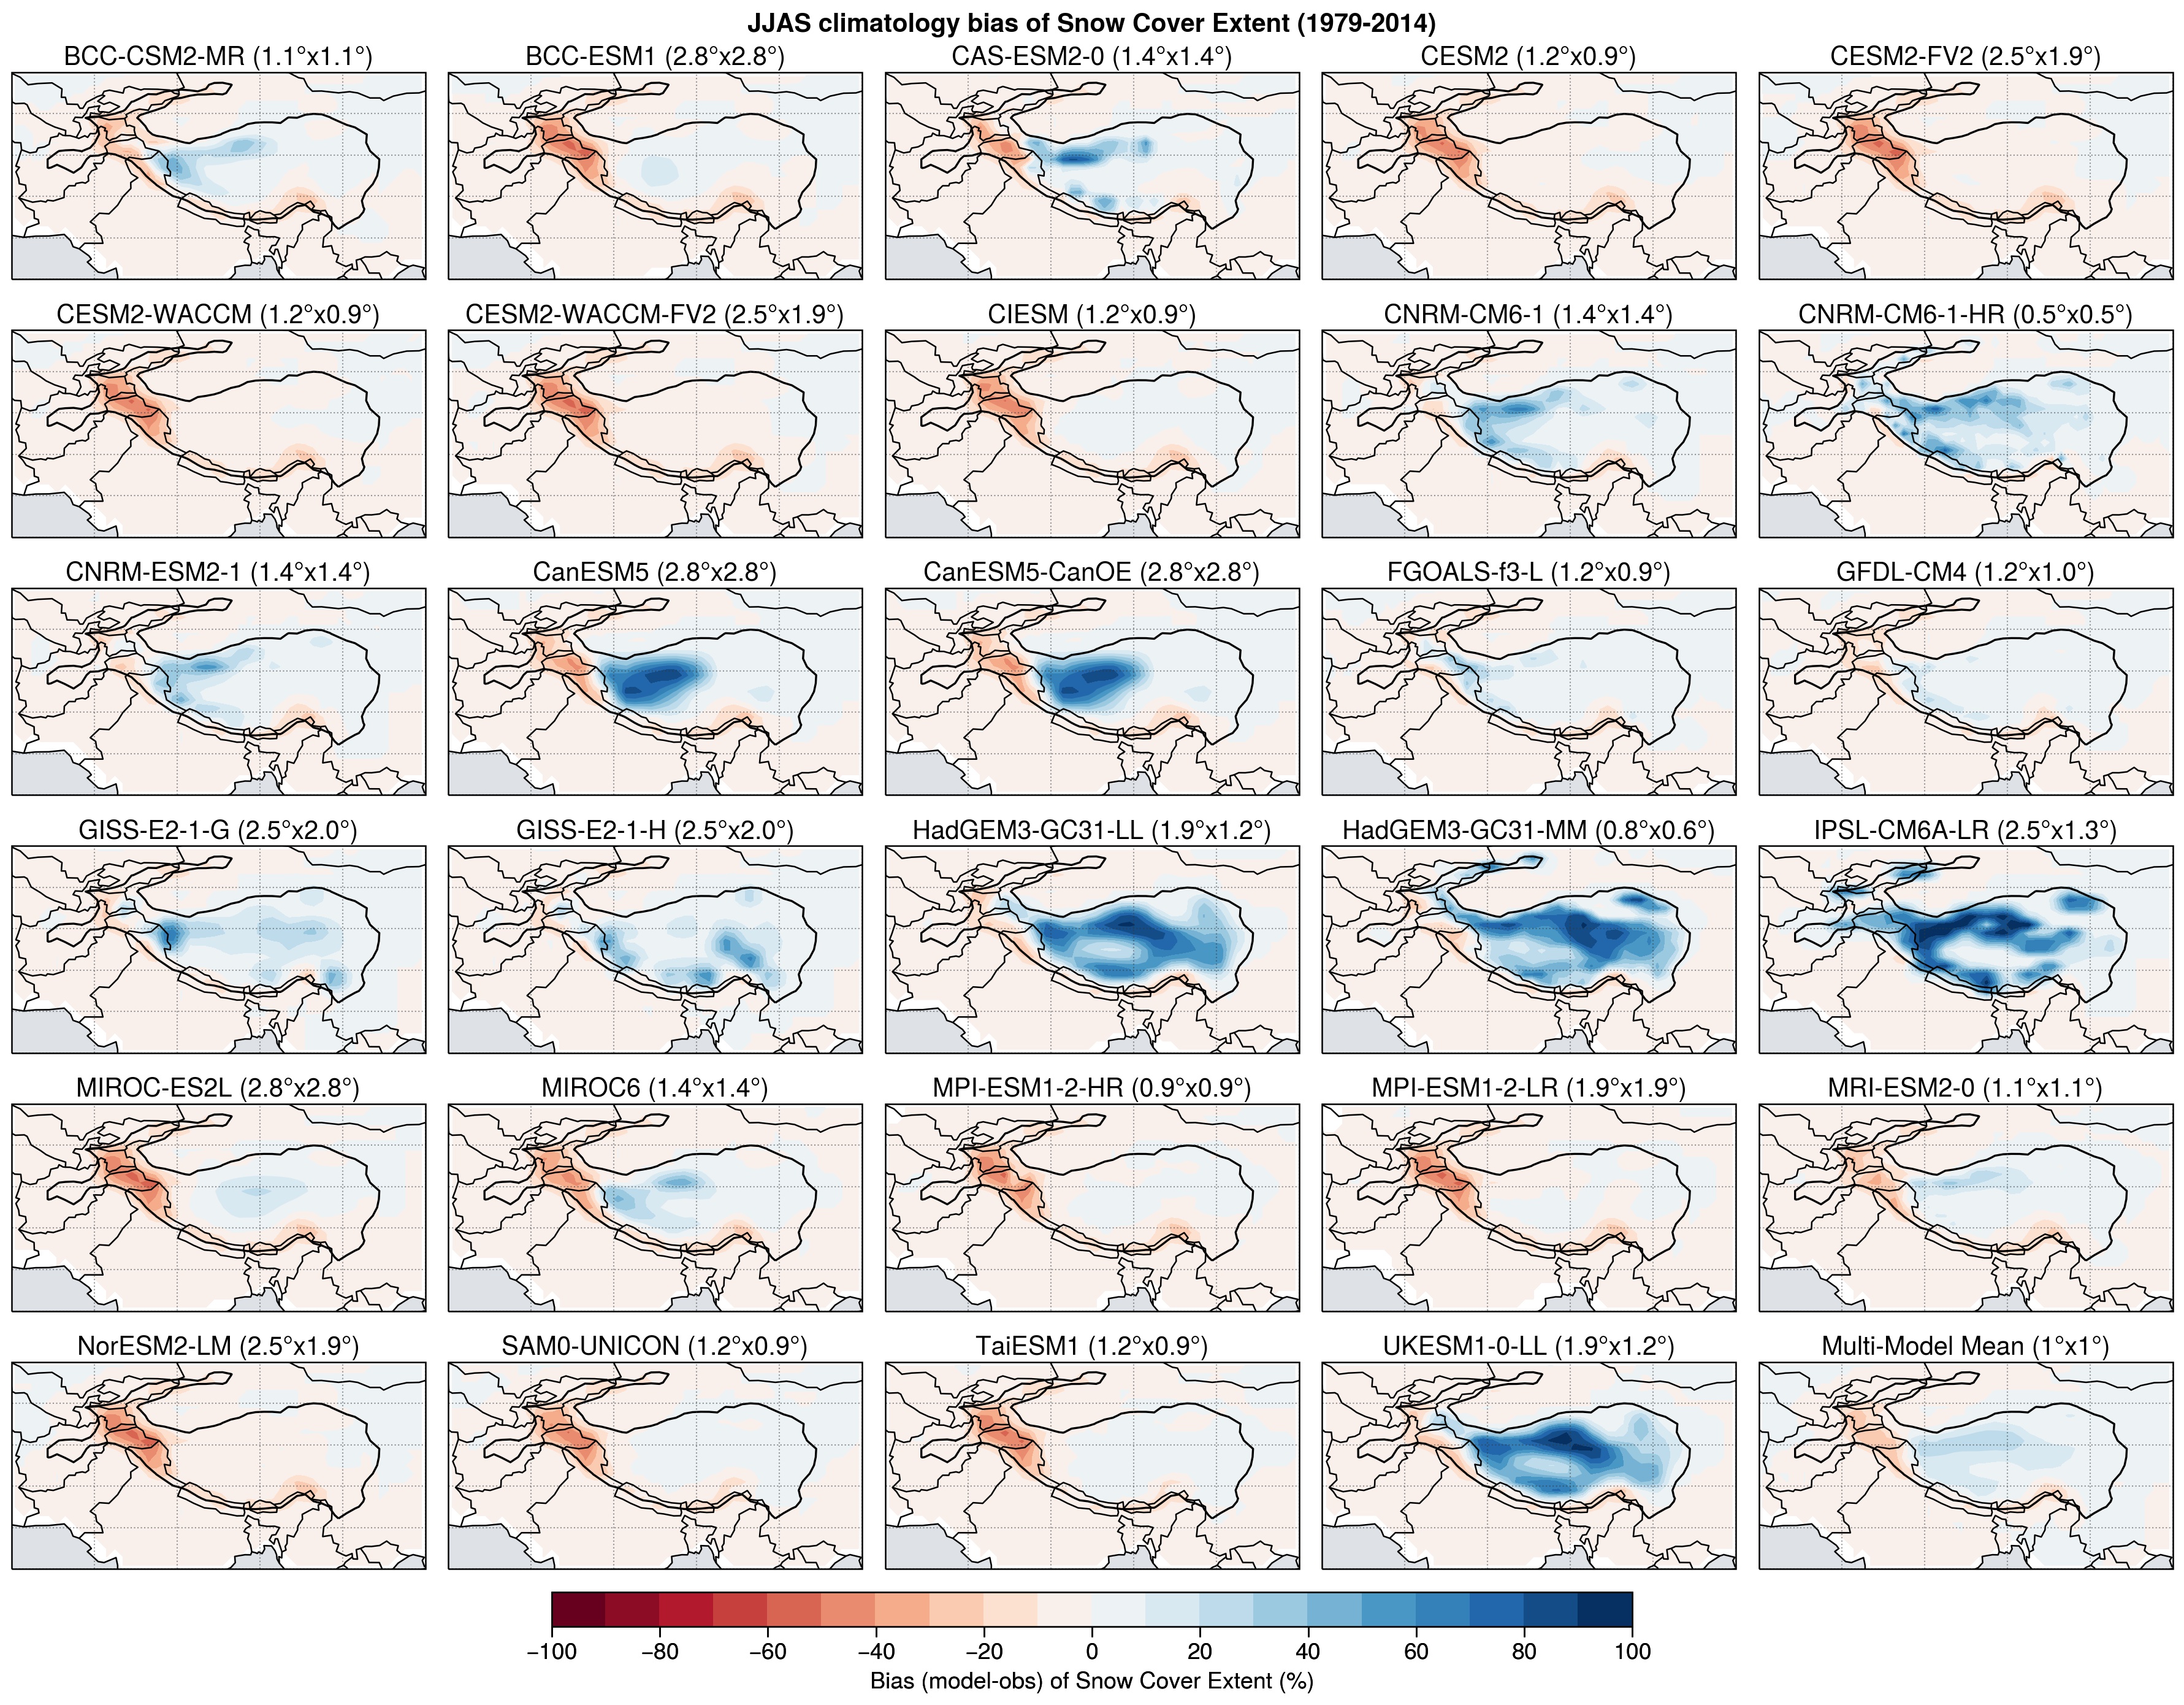 JJAS climatology bias of Snow Cover Extent (1979-2014)
BCC-CSM2-MR (1.1°x1.1°)
BCC-ESM1 (2.8°x2.8°)
CAS-ESM2-0 (1.4°x1.4°)
CESM2 (1.2°x0.9°)
CESM2-FV2 (2.5°x1.9°)
CESM2-WACCM (1.2°x0.9°)
CESM2-WACCM-FV2 (2.5°x1.9°)
CIESM (1.2°x0.9°)
CNRM-CM6-1 (1.4°x1.4°)
CNRM-CM6-1-HR (0.5°x0.5°)
CNRM-ESM2-1 (1.4°x1.4°)
CanESM5 (2.8°x2.8°)
CanESM5-CanOE (2.8°x2.8°)
FGOALS-f3-L (1.2°x0.9°)
GFDL-CM4 (1.2°x1.0°)
GISS-E2-1-G (2.5°x2.0°)
GISS-E2-1-H (2.5°x2.0°)
HadGEM3-GC31-LL (1.9°x1.2°)
HadGEM3-GC31-MM (0.8°x0.6°)
IPSL-CM6A-LR (2.5°x1.3°)
MIROC-ES2L (2.8°x2.8°)
MIROC6 (1.4°x1.4°)
MPI-ESM1-2-HR (0.9°x0.9°)
MPI-ESM1-2-LR (1.9°x1.9°)
MRI-ESM2-0 (1.1°x1.1°)
NorESM2-LM (2.5°x1.9°)
SAM0-UNICON (1.2°x0.9°)
TaiESM1 (1.2°x0.9°)
UKESM1-0-LL (1.9°x1.2°)
Multi-Model Mean (1°x1°)
−100 −80 −60 −40 −20 0 20 40 60 80 100
Bias (model-obs) of Snow Cover Extent (%)